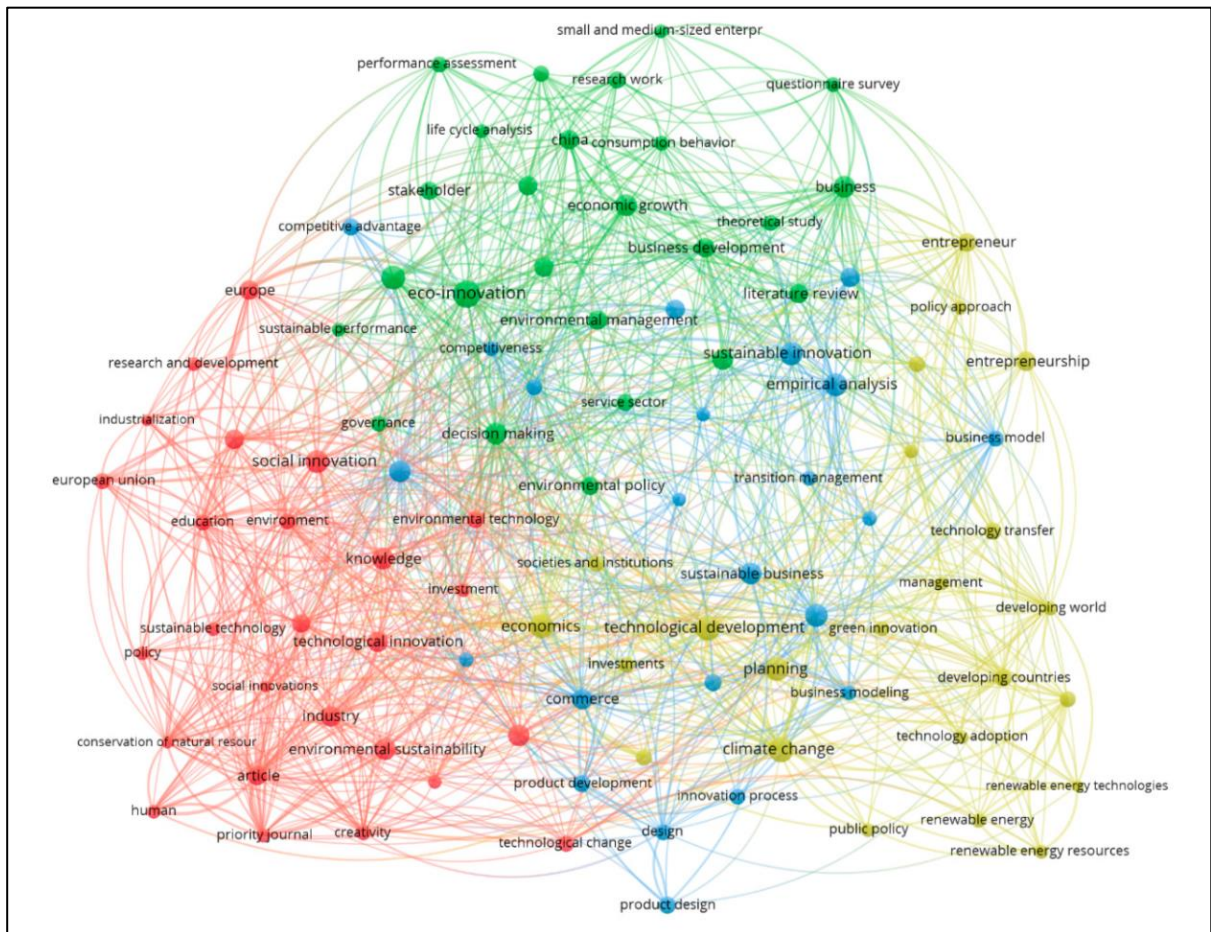 small and medium-sized enterpr
performance assessment
research work
questionnaire survey
life cycle analysis
china
consumption behavior
stakeholder
business
economic growth
competitive advantage
theoretical study
entrepreneur
business development
europe
eco-innovation
literature review
policy approach
sustainable performance
environmental management
competitiveness
sustainable innovation
research and development
entrepreneurship
empirical analysis
service sector
industrialization
governance
decision making
business model
social innovation
european union
transition management
environmental policy
education
environment
environmental technology
technology transfer
knowledge
societies and institutions
sustainable business
investment
management
developing world
sustainable technology
technological innovation
economics
technological development
green innovation
policy
investments
planning
developing countries
social innovations
commerce
business modeling
industry
conservation of natural resour
environmental sustainability
climate change
technology adoption
article
product development
renewable energy technologies
innovation process
human
priority journal
creativity
technological change
design
public policy
renewable energy
renewable energy resources
product design